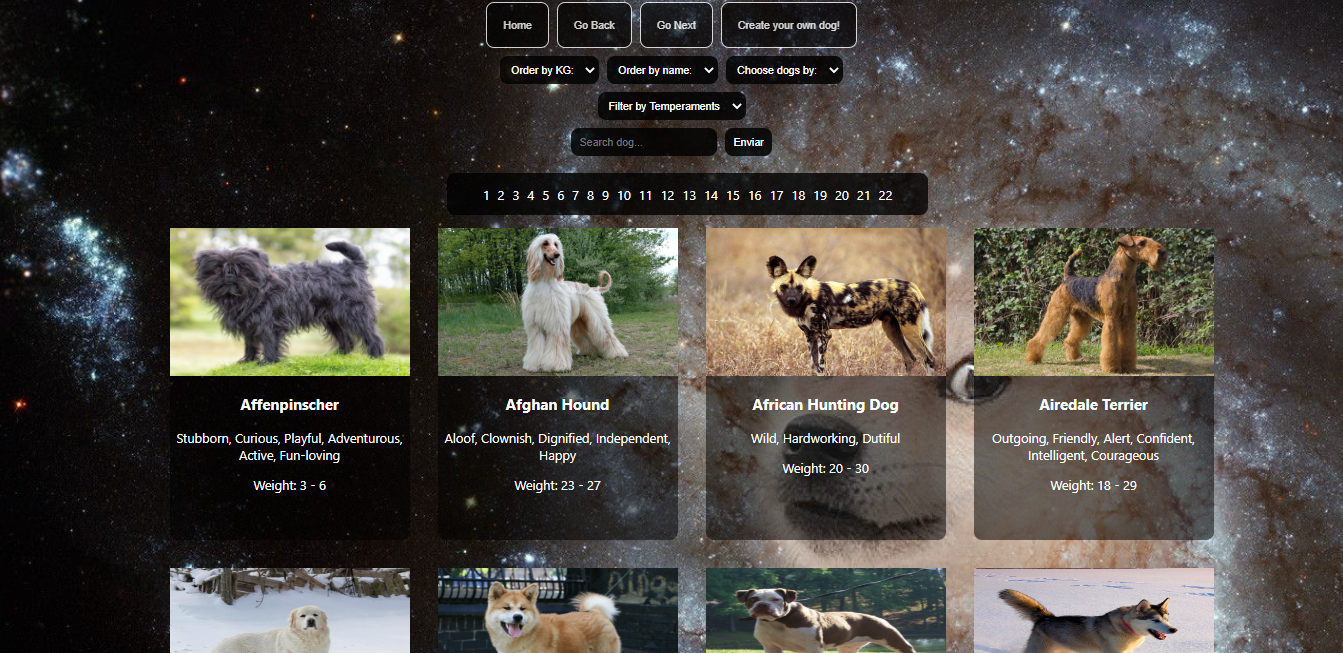 Home Go Back Go Next Create your own dog!
Order by KG: Order by name: Choose dogs by:
Filter by Temperaments
Search dog... Enviar
1 2 3 4 5 6 7 8 9 10 11 12 13 14 15 16 17 18 19 20 21 22
Affenpinscher
Stubborn, Curious, Playful, Adventurous,
Active, Fun-loving
Weight: 3 - 6
Afghan Hound
Aloof, Clownish, Dignified, Independent,
Happy
Weight: 23 - 27
African Hunting Dog
Wild, Hardworking, Dutiful
Weight: 20 - 30
Airedale Terrier
Outgoing, Friendly, Alert, Confident,
Intelligent, Courageous
Weight: 18 - 29